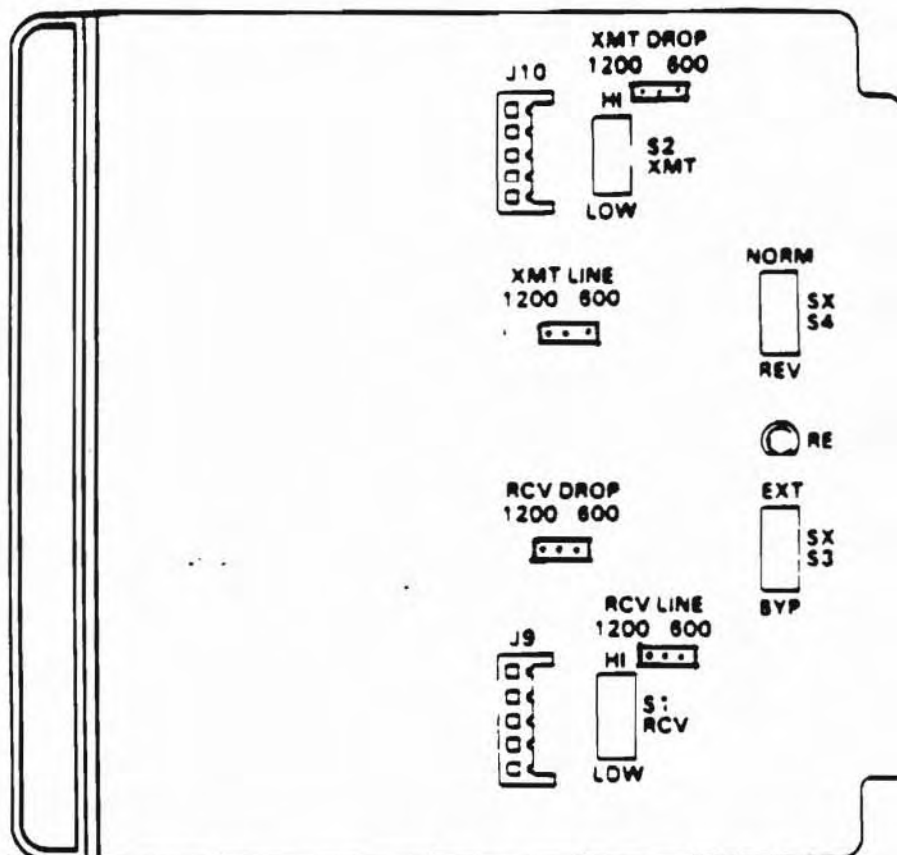 XMT DROP
1200 600
J10
HI
S2
XMT
LOW
NORM
XMT LINE
1200 600
SX
S4
REV
RE
RCV DROP
1200 600
EXT
SX
S3
BYP
RCV LINE
1200 600
J9
HI
S1
RCV
LOW